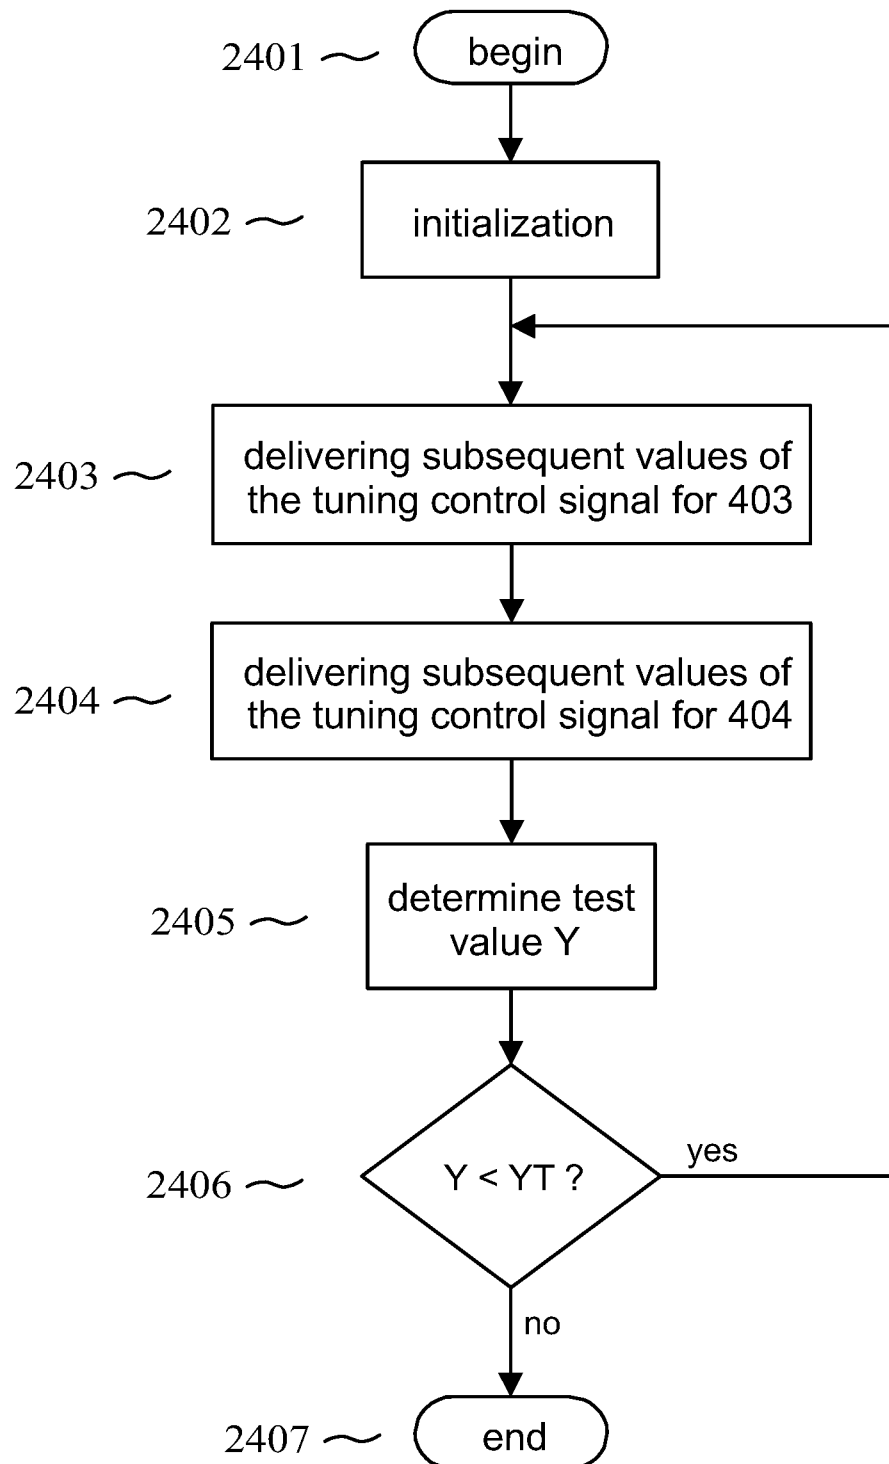 2401
begin
2402
initialization
2403
delivering subsequent values of
the tuning control signal for 403
2404
delivering subsequent values of
the tuning control signal for 404
2405
determine test
value Y
2406
Y < YT ?
yes
no
2407
end